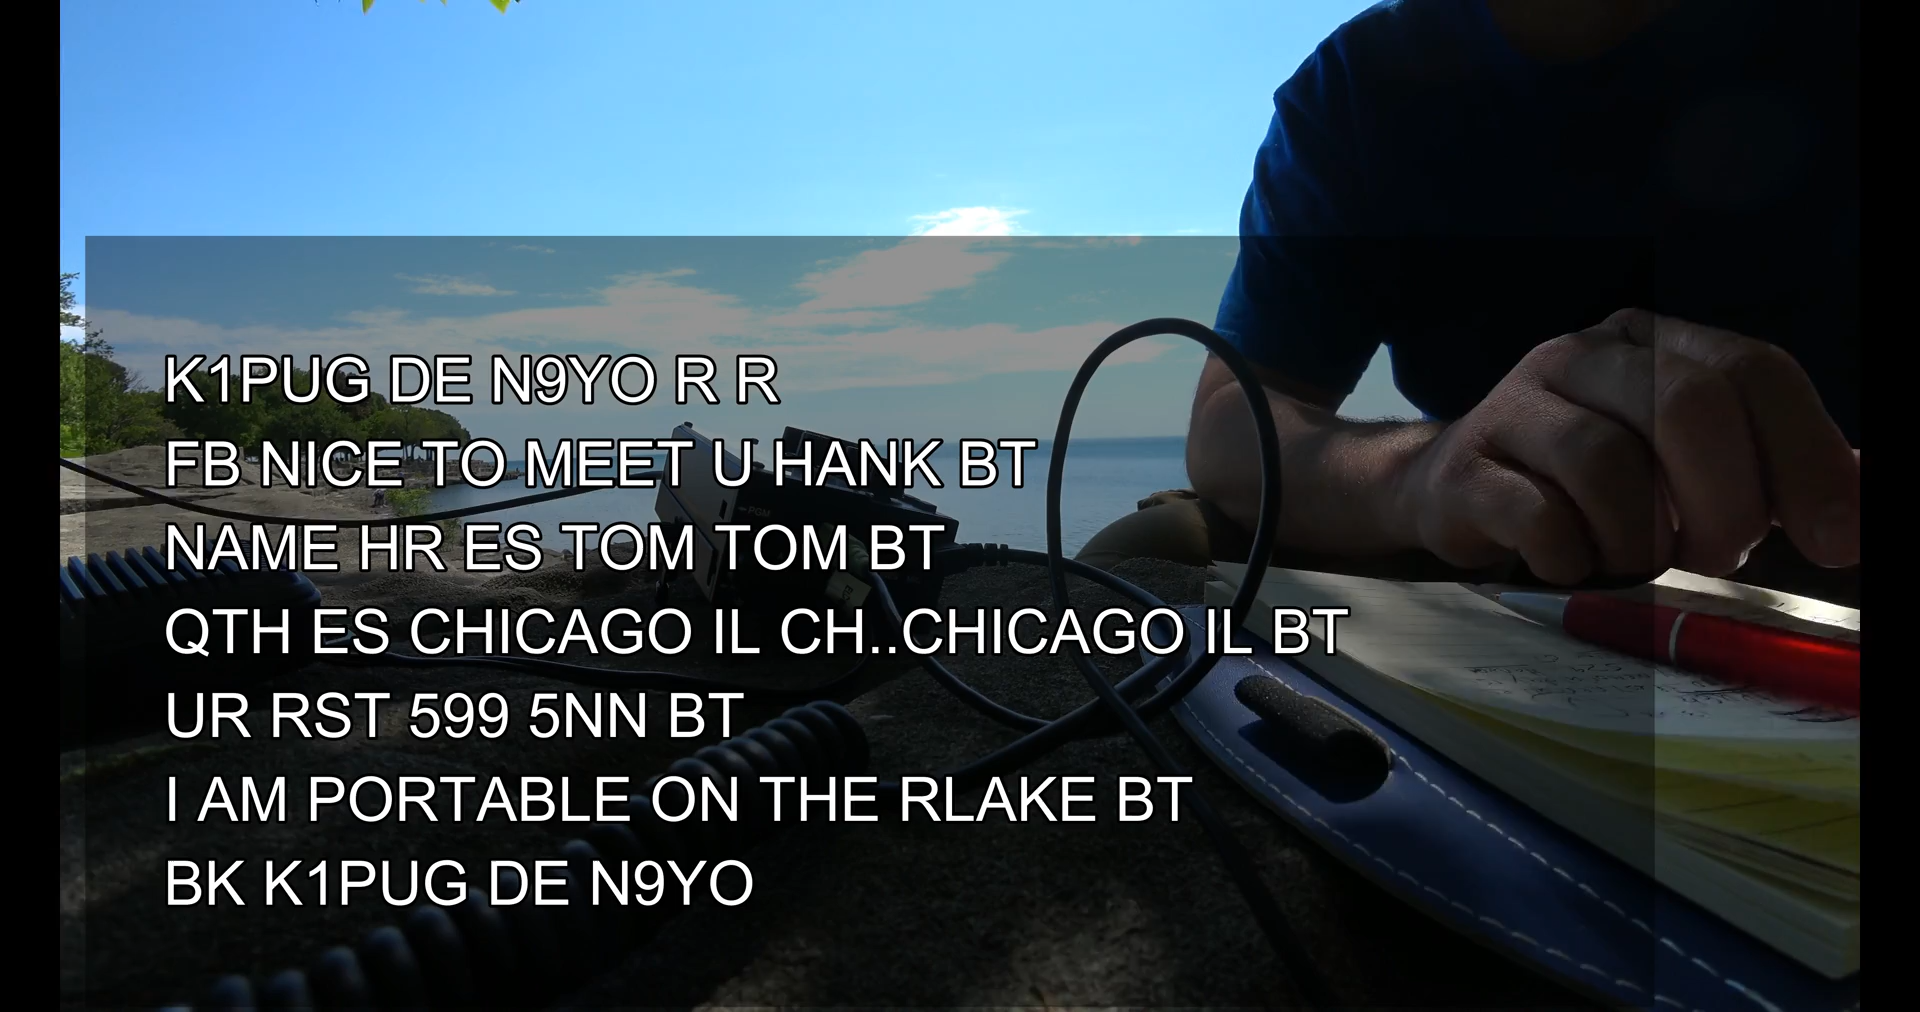 K1PUG DE N9YO R R
FB NICE TO MEET U HANK BT
NAME HR ES TOM TOM BT
QTH ES CHICAGO IL CH..CHICAGO IL BT
UR RST 599 5NN BT
I AM PORTABLE ON THE RLAKE BT
BK K1PUG DE N9YO
PGM